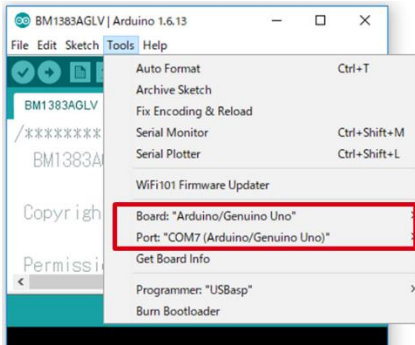 BM1383AGLV | Arduino 1.6.13
File Edit Sketch Tools Help
Auto Format Ctrl+T
Archive Sketch
Fix Encoding & Reload
Serial Monitor Ctrl+Shift+M
Serial Plotter Ctrl+Shift+L
WiFi101 Firmware Updater
Board: "Arduino/Genuino Uno"
Port: "COM7 (Arduino/Genuino Uno)"
Get Board Info
Programmer: "USBasp"
Burn Bootloader
BM1383AGLV
/********
BM1383A
Copyrigh
Permissi